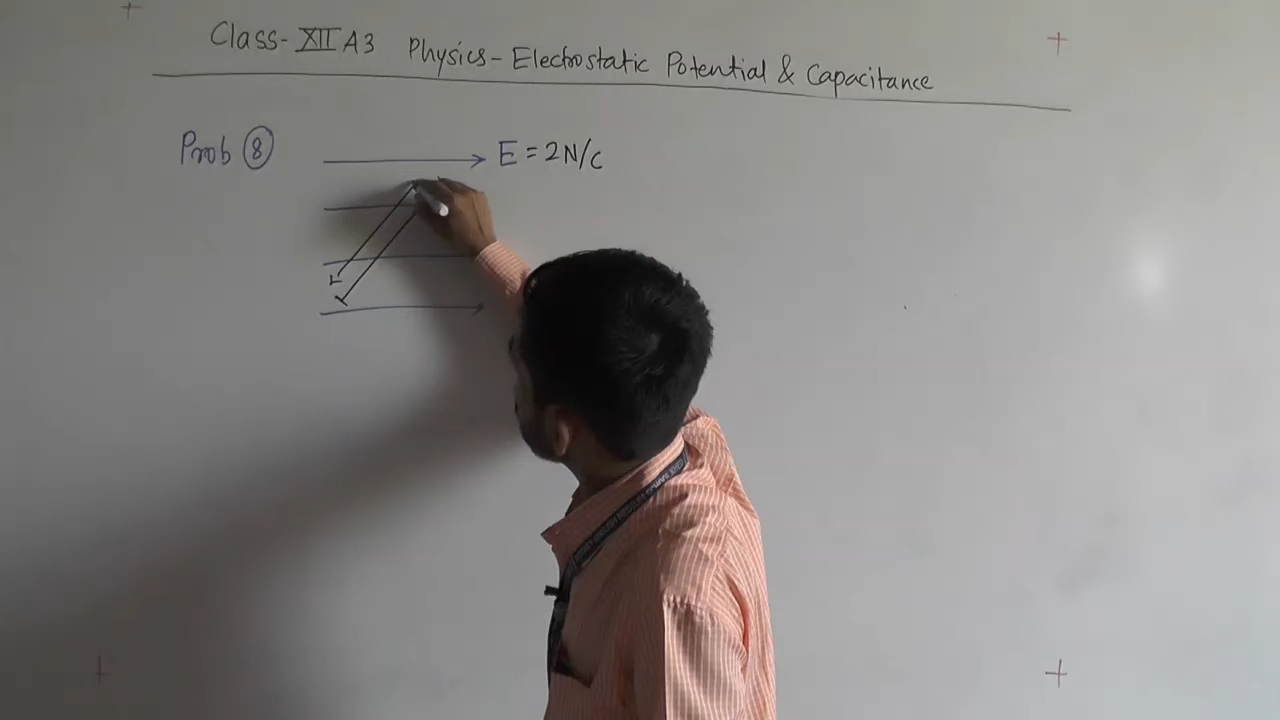 Class-XII A3 Physics-Electrostatic Potential & Capacitance
Prob 8 E = 2N/C